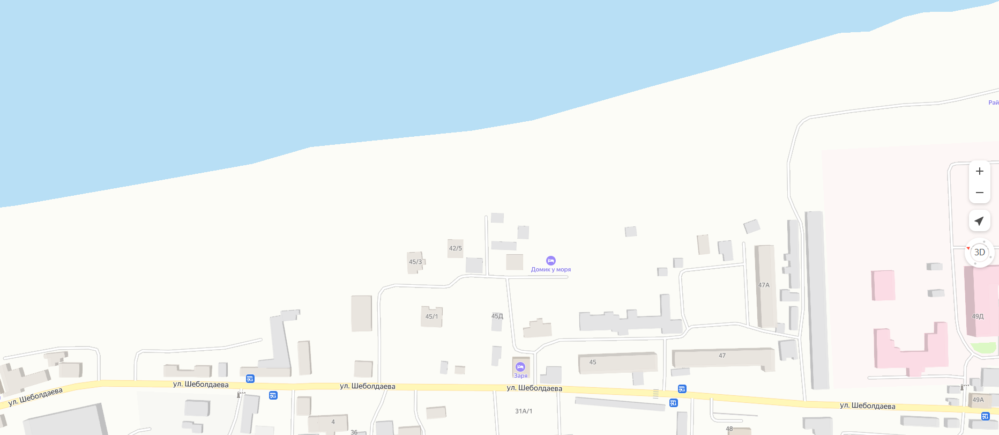 Рай
42/5
45/3
Домик у моря
3D
47А
45/1
45Д
49Д
47
45
Заря
ул. Шеболдаева
ул. Шеболдаева
ул. Шеболдаева
ул. Шеболдаева
ул. Шеболдаева
49А
31А/1
4
48
36